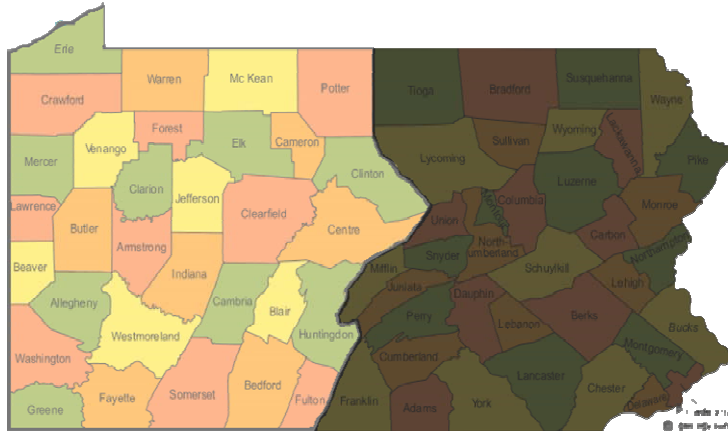 Erie
Warren
Mc Kean
Potter
Tioga
Bradford
Susquehanna
Wayne
Crawford
Forest
Elk
Cameron
Sullivan
Wyoming
Lackawanna
Pike
Mercer
Venango
Clarion
Jefferson
Clinton
Lycoming
Luzerne
Columbia
Monroe
Lawrence
Butler
Armstrong
Clearfield
Centre
Union
Snyder
North
umberland
Carbon
Northampton
Beaver
Allegheny
Indiana
Cambria
Blair
Huntingdon
Mifflin
Juniata
Schuylkill
Lehigh
Westmoreland
Perry
Dauphin
Lebanon
Berks
Bucks
Washington
Somerset
Bedford
Fulton
Franklin
Cumberland
Lancaster
Chester
Montgomery
Greene
Fayette
Adams
York
Delaware